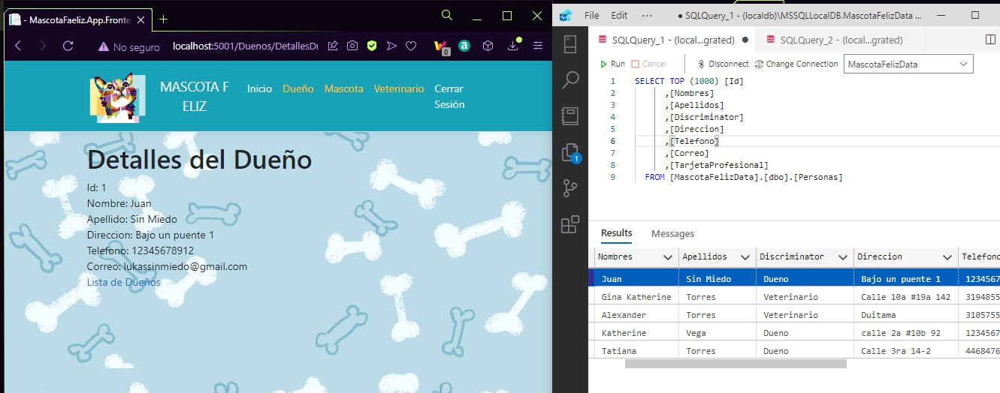 - MascotaFaeliz.App.Fronte
No seguro
localhost:5001/Duenos/DetallesDu
0
a
MASCOTA F
ELIZ
Inicio
Dueño
Mascota
Veterinario
Cerrar
Sesión
Detalles del Dueño
Id: 1
Nombre: Juan
Apellido: Sin Miedo
Direccion: Bajo un puente 1
Telefono: 12345678912
Correo: lukassinmiedo@gmail.com
Lista de Dueños
File Edit ... ● SQLQuery_1 - (localdb)\MSSQLLocalDB.MascotaFelizData ...
SQLQuery_1 - (local...grated) ●
SQLQuery_2 - (local...grated)
Run Cancel Disconnect Change Connection MascotaFelizData
1 SELECT TOP (1000) [Id]
2 ,[Nombres]
3 ,[Apellidos]
4 ,[Discriminator]
5 ,[Direccion]
6 ,[Telefono]
7 ,[Correo]
8 ,[TarjetaProfesional]
9 FROM [MascotaFelizData].[dbo].[Personas]
1
Results Messages
Nombres Apellidos Discriminator Direccion Telefono
Juan Sin Miedo Dueno Bajo un puente 1 1234567
Gina Katherine Torres Veterinario Calle 10a #19a 142 3194855
Alexander Torres Veterinario Duitama 3105755
Katherine Vega Dueno calle 2a #10b 92 1234567
Tatiana Torres Dueno Calle 3ra 14-2 4468476